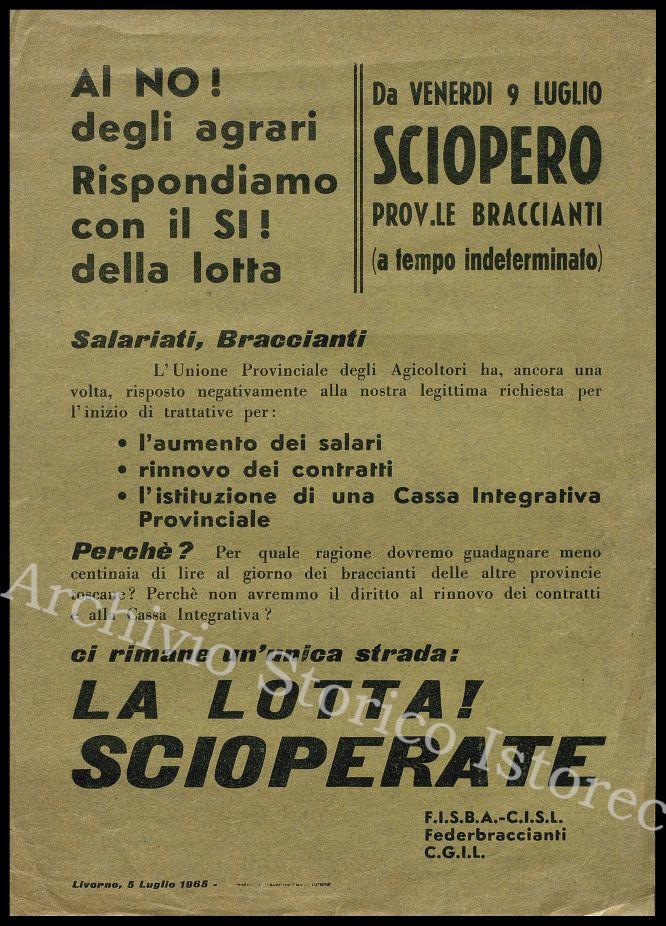 Al NO!
degli agrari
Rispondiamo
con il SI!
della lotta
Da VENERDI 9 LUGLIO
SCIOPERO
PROV.LE BRACCIANTI
(a tempo indeterminato)
Salariati, Braccianti
L'Unione Provinciale degli Agicoltori ha, ancora una
volta, risposto negativamente alla nostra legittima richiesta per
l'inizio di trattative per:
• l'aumento dei salari
• rinnovo dei contratti
• l'istituzione di una Cassa Integrativa
Provinciale
Perchè? Per quale ragione dovremo guadagnare meno
centinaia di lire al giorno dei braccianti delle altre provincie
toscane? Perchè non avremmo il diritto al rinnovo dei contratti
e alla Cassa Integrativa?
ci rimane un'unica strada:
LA LOTTA!
SCIOPERATE
F.I.S.B.A.-C.I.S.L.
Federbraccianti
C.G.I.L.
Livorno, 5 Luglio 1965 -
Archivio Storico Istorec